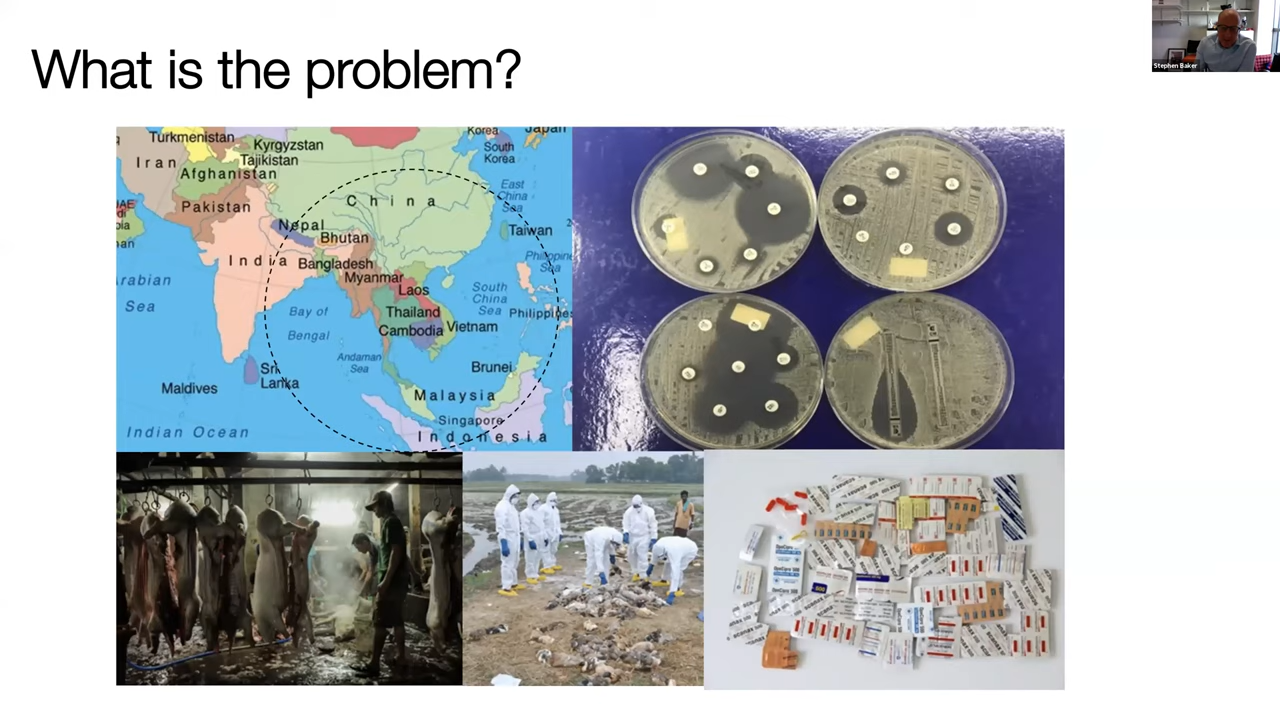 What is the problem?
Stephen Baker
Turkmenistan
Kyrgyzstan
Korea
Japan
Iran
Tajikistan
South
Korea
Afghanistan
East
China
Sea
UAE
Pakistan
China
Nepal
Bhutan
Taiwan
India
Bangladesh
Philippine
Sea
Myanmar
Arabian
Sea
Laos
South
China
Sea
Bay of
Bengal
Thailand
Philippines
Cambodia
Vietnam
Andaman
Sea
Sri
Lanka
Brunei
Maldives
Malaysia
Singapore
Indian Ocean
Indonesia